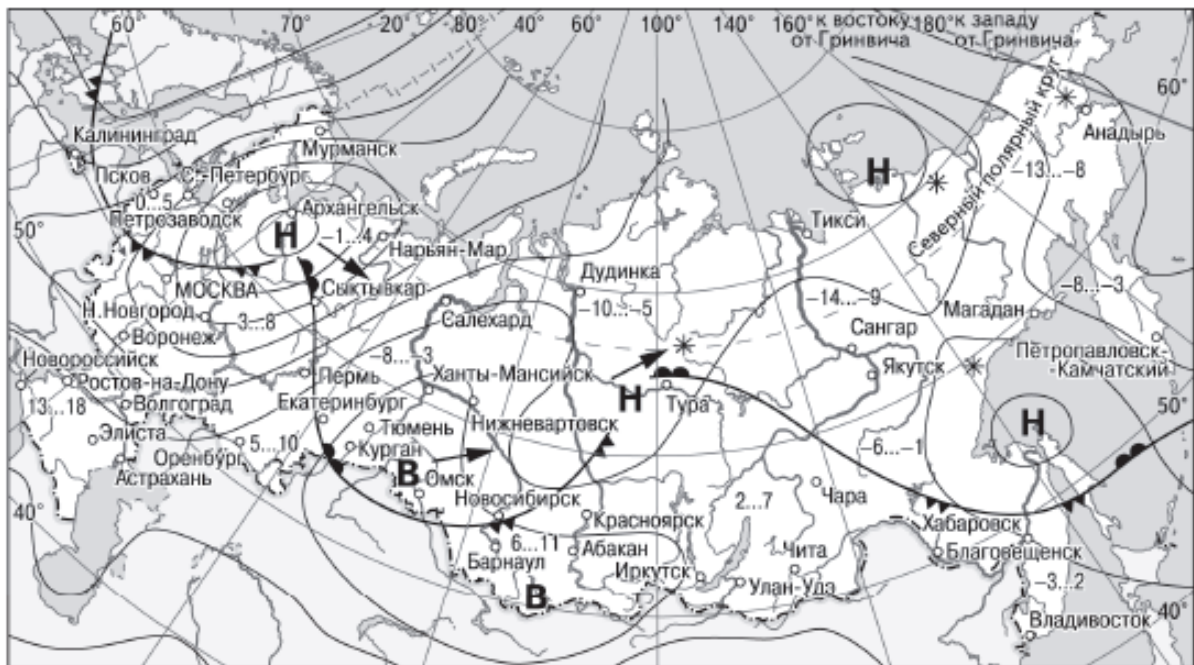 60° 70° 20° 80° 40° 60 100° 140° 160° к востоку 180° к западу
от Гринвича от Гринвича
60°
Северный полярный круг
Калининград
Мурманск
Анадырь
Псков С.-Петербург
–13...–8
–0...5
Н
Архангельск
Петрозаводск
50°
Н
–1...4
Тикси
Нарьян-Мар
Дудинка
МОСКВА
Сыктывкар
–8...–3
–10...–5
–14...–9
Н.Новгород
3...8
Салехард
Магадан
Сангар
Воронеж
–8...–3
Новороссийск
Петропавловск-
Камчатский
Пермь
Ханты-Мансийск
Якутск
Ростов-на-Дону
Н
Тура
13...18
Волгоград
Екатеринбург
50°
Нижневартовск
Н
Тюмень
Элиста
5...10
Курган
–6...–1
Оренбург
Астрахань
В
Омск
Чара
Новосибирск
2...7
40°
Красноярск
Хабаровск
6...11
Абакан
Чита
Благовещенск
Барнаул
Иркутск
–3...2
В
Улан-Удэ
40°
Владивосток